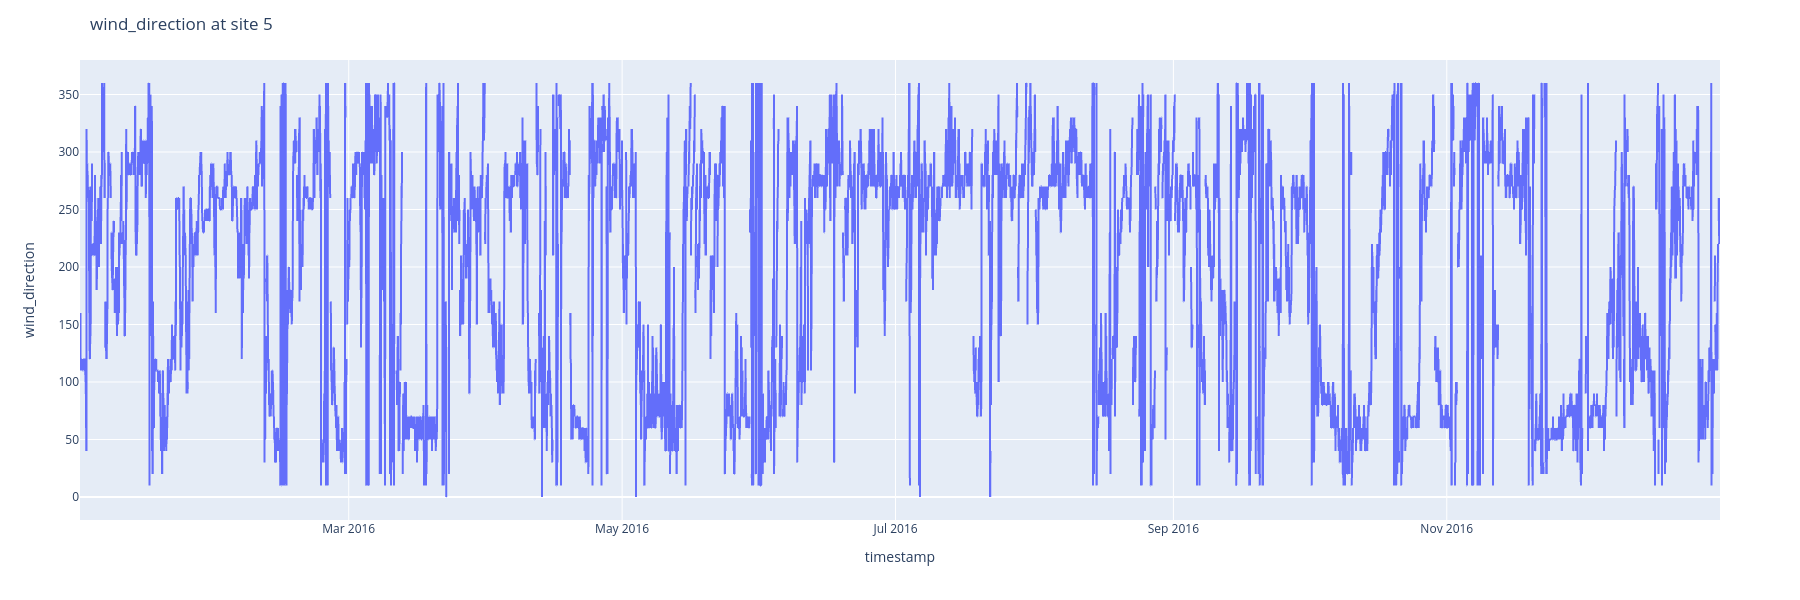 wind_direction at site 5
wind_direction
350
300
250
200
150
100
50
0
Mar 2016
May 2016
Jul 2016
Sep 2016
Nov 2016
timestamp